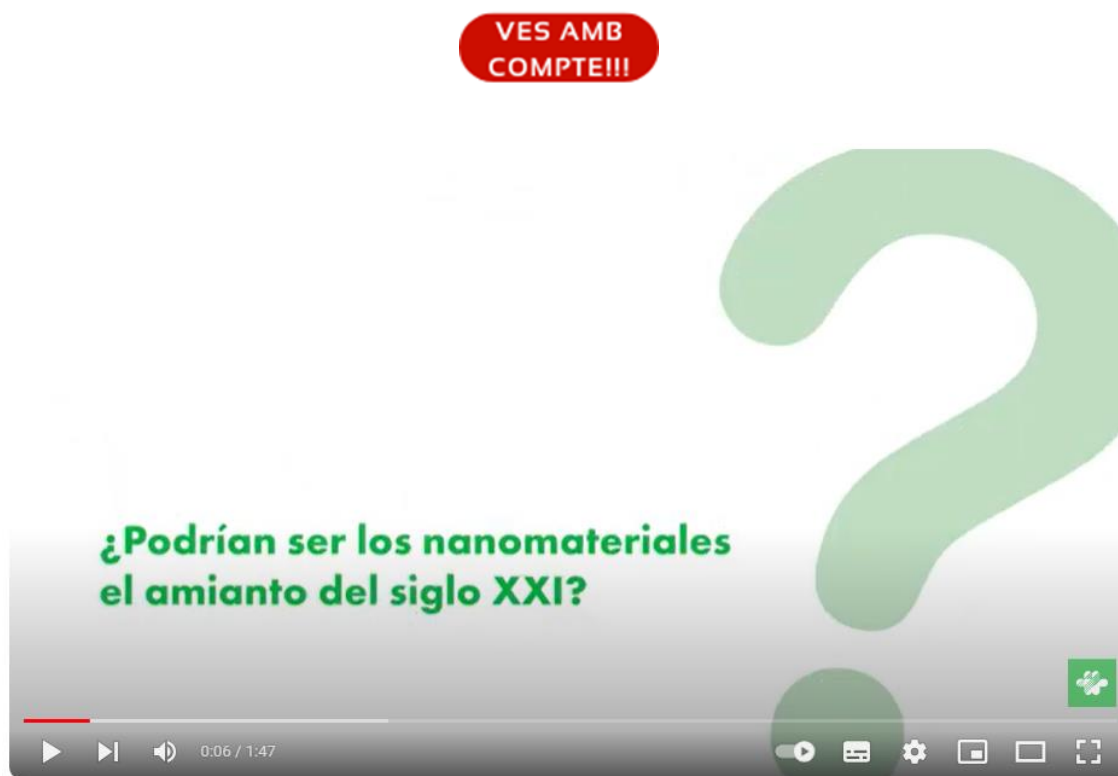 VES AMB
COMPTE!!!
¿Podrían ser los nanomateriales
el amianto del siglo XXI?
0:06 / 1:47